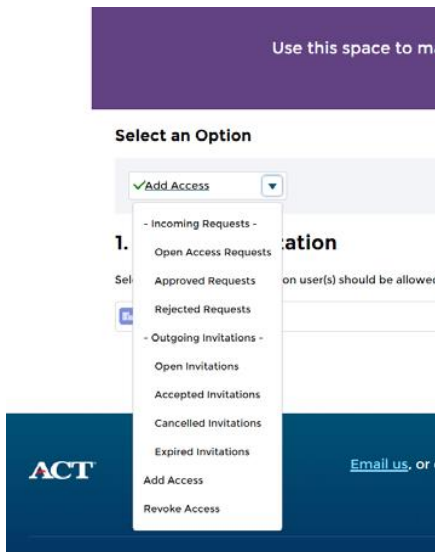 Use this space to ma
Select an Option
Add Access
- Incoming Requests -
Open Access Requests
Approved Requests
Rejected Requests
- Outgoing Invitations -
Open Invitations
Accepted Invitations
Cancelled Invitations
Expired Invitations
Add Access
Revoke Access
1. ation
Sel on user(s) should be allowed
ACT
Email us, or